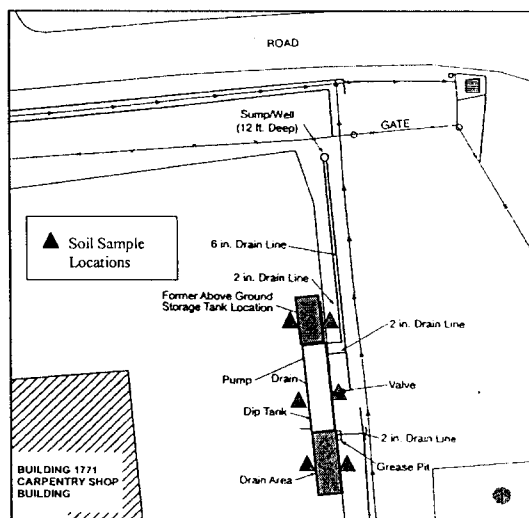 ROAD
Sump/Well
(12 ft. Deep)
GATE
Soil Sample
Locations
6 in. Drain Line
2 in. Drain Line
Former Above Ground
Storage Tank Location
2 in. Drain Line
Pump
Drain
Valve
Dip Tank
2 in. Drain Line
Grease Pit
Drain Area
BUILDING 1771
CARPENTRY SHOP
BUILDING